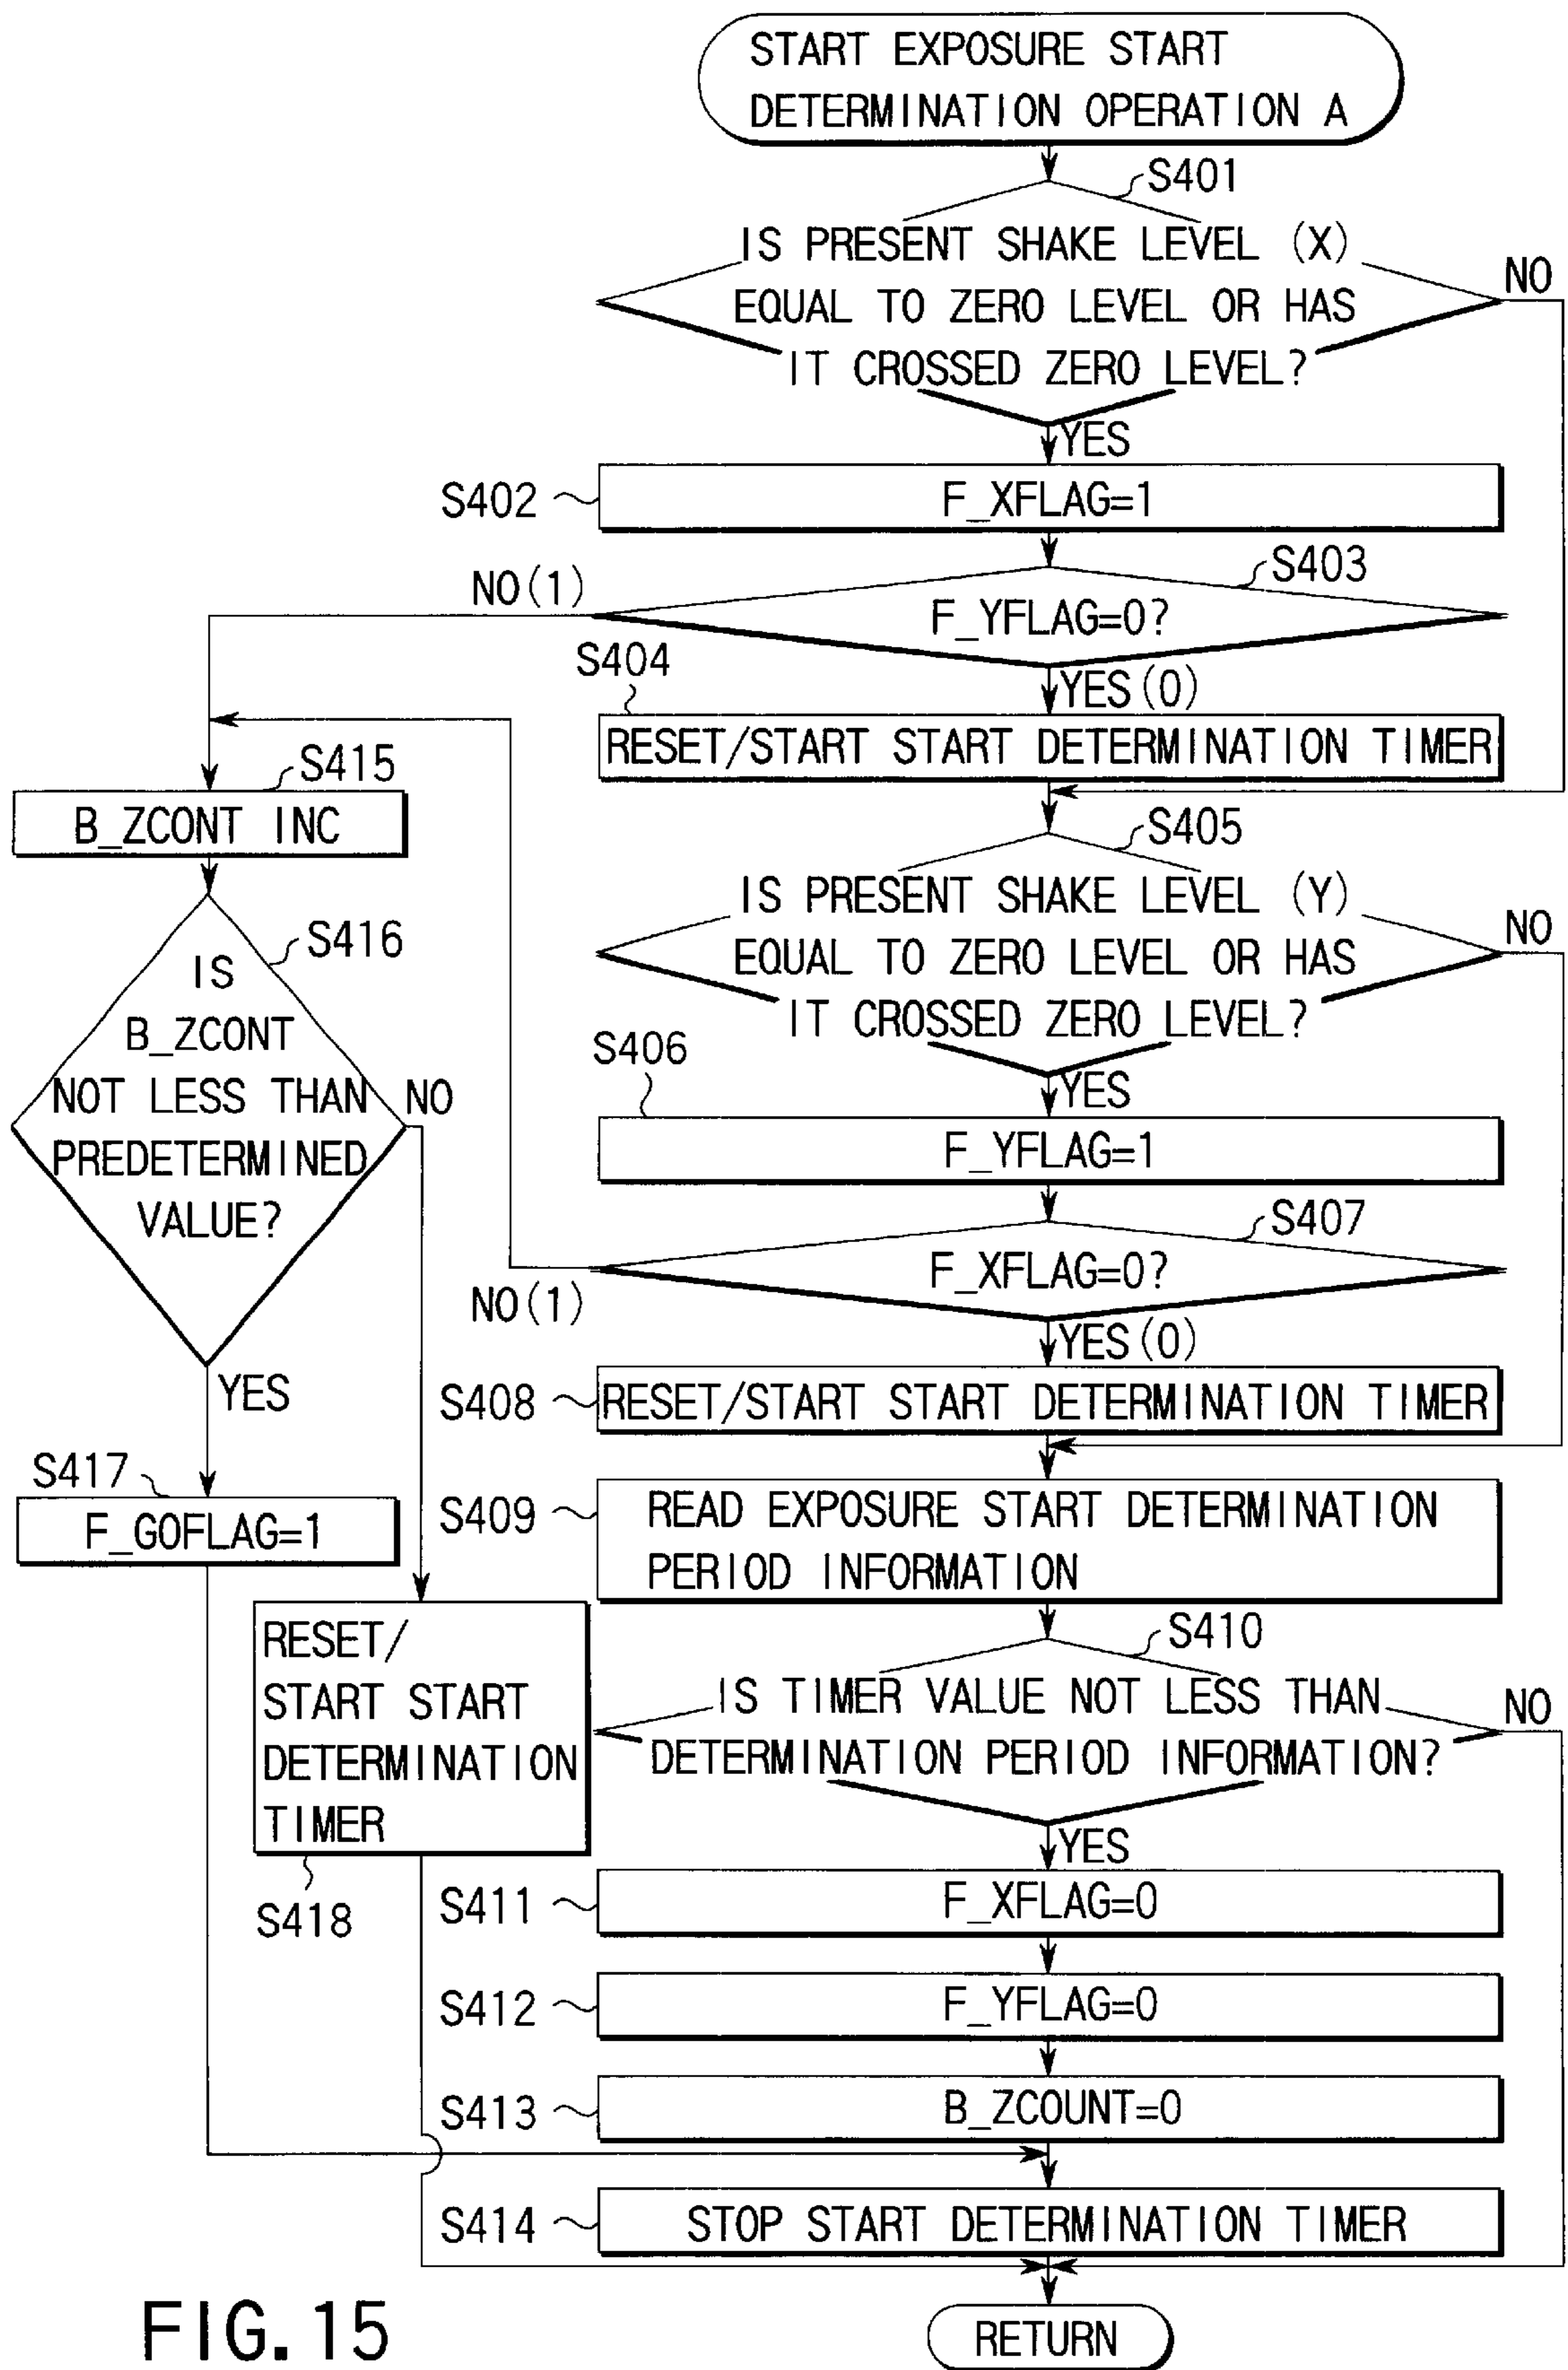 START EXPOSURE START
DETERMINATION OPERATION A
S401
IS PRESENT SHAKE LEVEL (X)
EQUAL TO ZERO LEVEL OR HAS
IT CROSSED ZERO LEVEL?
NO
YES
S402
F_XFLAG=1
S403
NO(1)
F_YFLAG=0?
S404
YES(0)
RESET/START START DETERMINATION TIMER
S415
B_ZCONT INC
S405
IS PRESENT SHAKE LEVEL (Y)
EQUAL TO ZERO LEVEL OR HAS
IT CROSSED ZERO LEVEL?
NO
S416
IS
B_ZCONT
NOT LESS THAN
PREDETERMINED
VALUE?
NO
YES
S406
YES
F_YFLAG=1
S407
F_XFLAG=0?
NO(1)
YES(0)
S408
RESET/START START DETERMINATION TIMER
S417
F_GOFLAG=1
S409
READ EXPOSURE START DETERMINATION
PERIOD INFORMATION
RESET/
START START
DETERMINATION
TIMER
S418
S410
IS TIMER VALUE NOT LESS THAN
DETERMINATION PERIOD INFORMATION?
NO
YES
S411
F_XFLAG=0
S412
F_YFLAG=0
S413
B_ZCOUNT=0
S414
STOP START DETERMINATION TIMER
RETURN
FIG.15